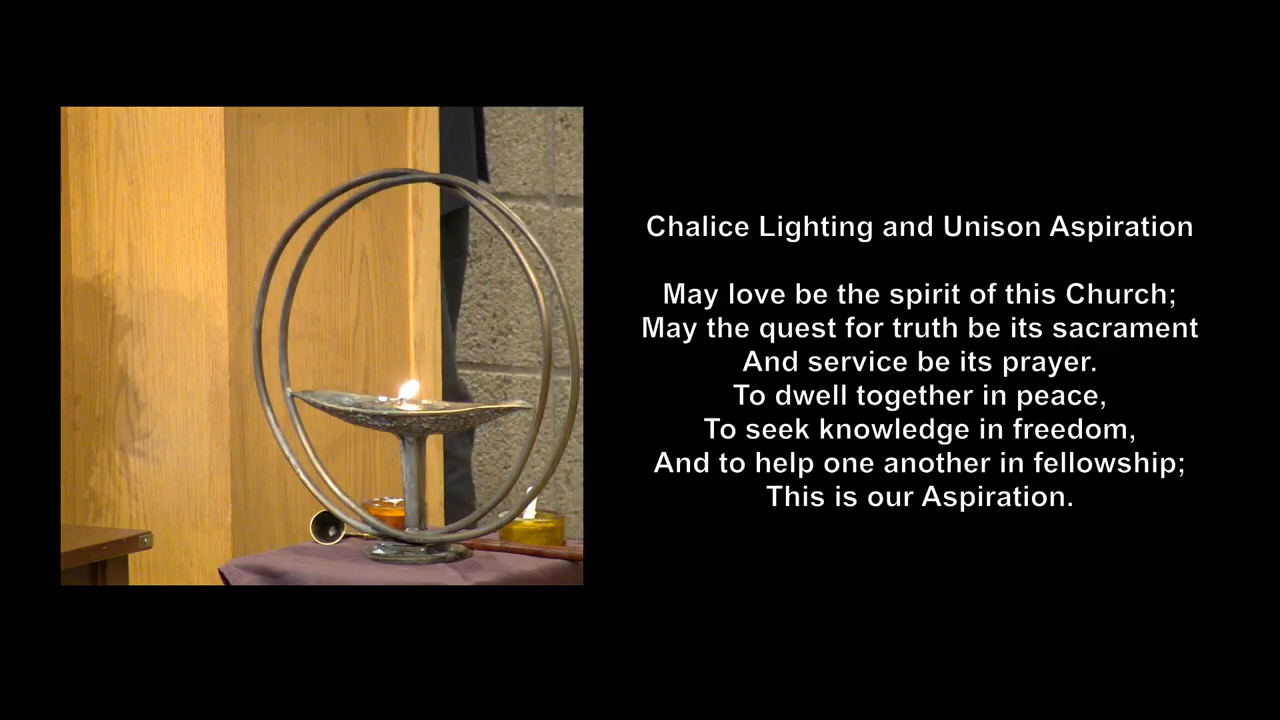 Chalice Lighting and Unison Aspiration
May love be the spirit of this Church;
May the quest for truth be its sacrament
And service be its prayer.
To dwell together in peace,
To seek knowledge in freedom,
And to help one another in fellowship;
This is our Aspiration.